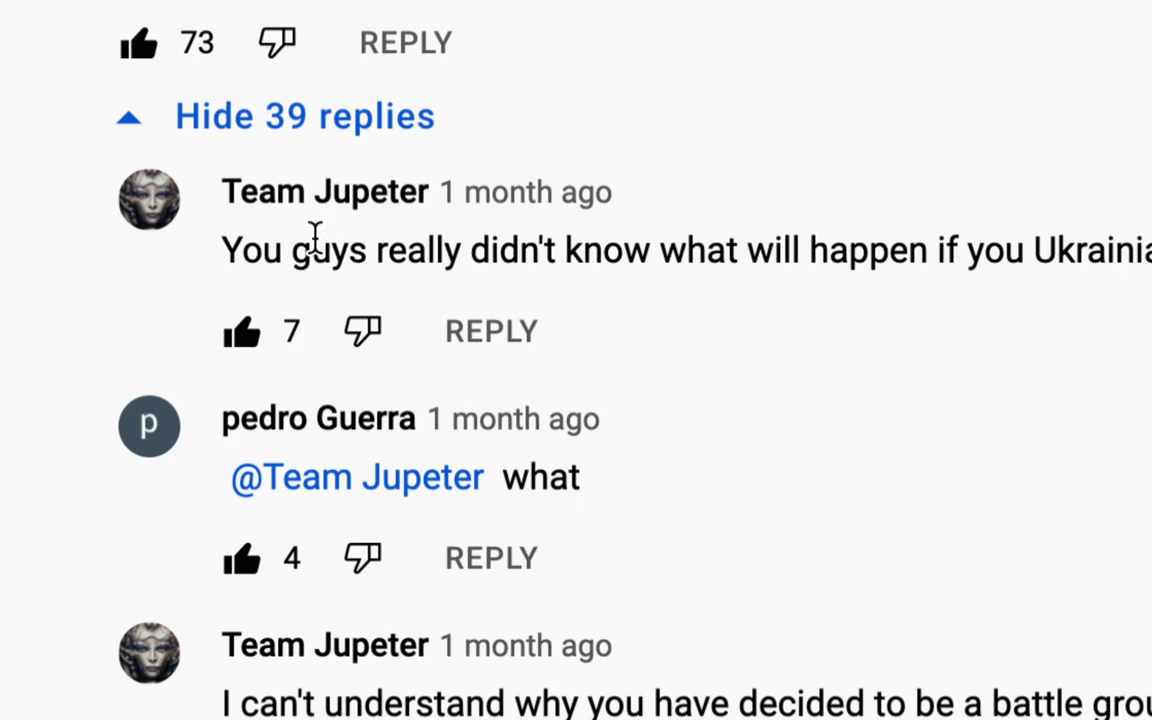 73 REPLY
Hide 39 replies
Team Jupeter 1 month ago
You guys really didn't know what will happen if you
7 REPLY
p
pedro Guerra 1 month ago
@Team Jupeter what
4 REPLY
Team Jupeter 1 month ago
I can't understand why you have decided to be a battle